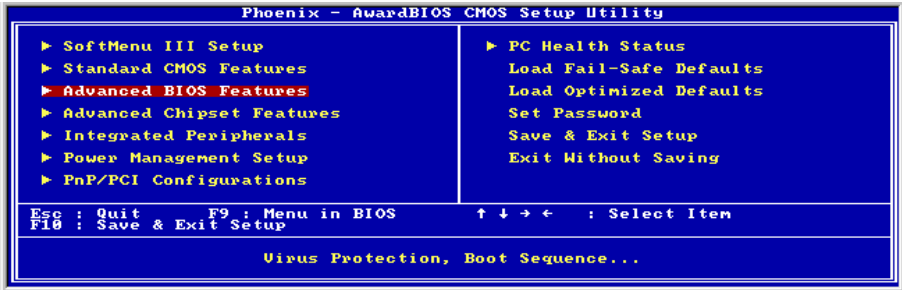 Phoenix - AwardBIOS CMOS Setup Utility
► SoftMenu III Setup
► Standard CMOS Features
► Advanced BIOS Features
► Advanced Chipset Features
► Integrated Peripherals
► Power Management Setup
► PnP/PCI Configurations
► PC Health Status
Load Fail-Safe Defaults
Load Optimized Defaults
Set Password
Save & Exit Setup
Exit Without Saving
Esc : Quit F9 : Menu in BIOS ↑ ↓ → ← : Select Item
F10 : Save & Exit Setup
Virus Protection, Boot Sequence...